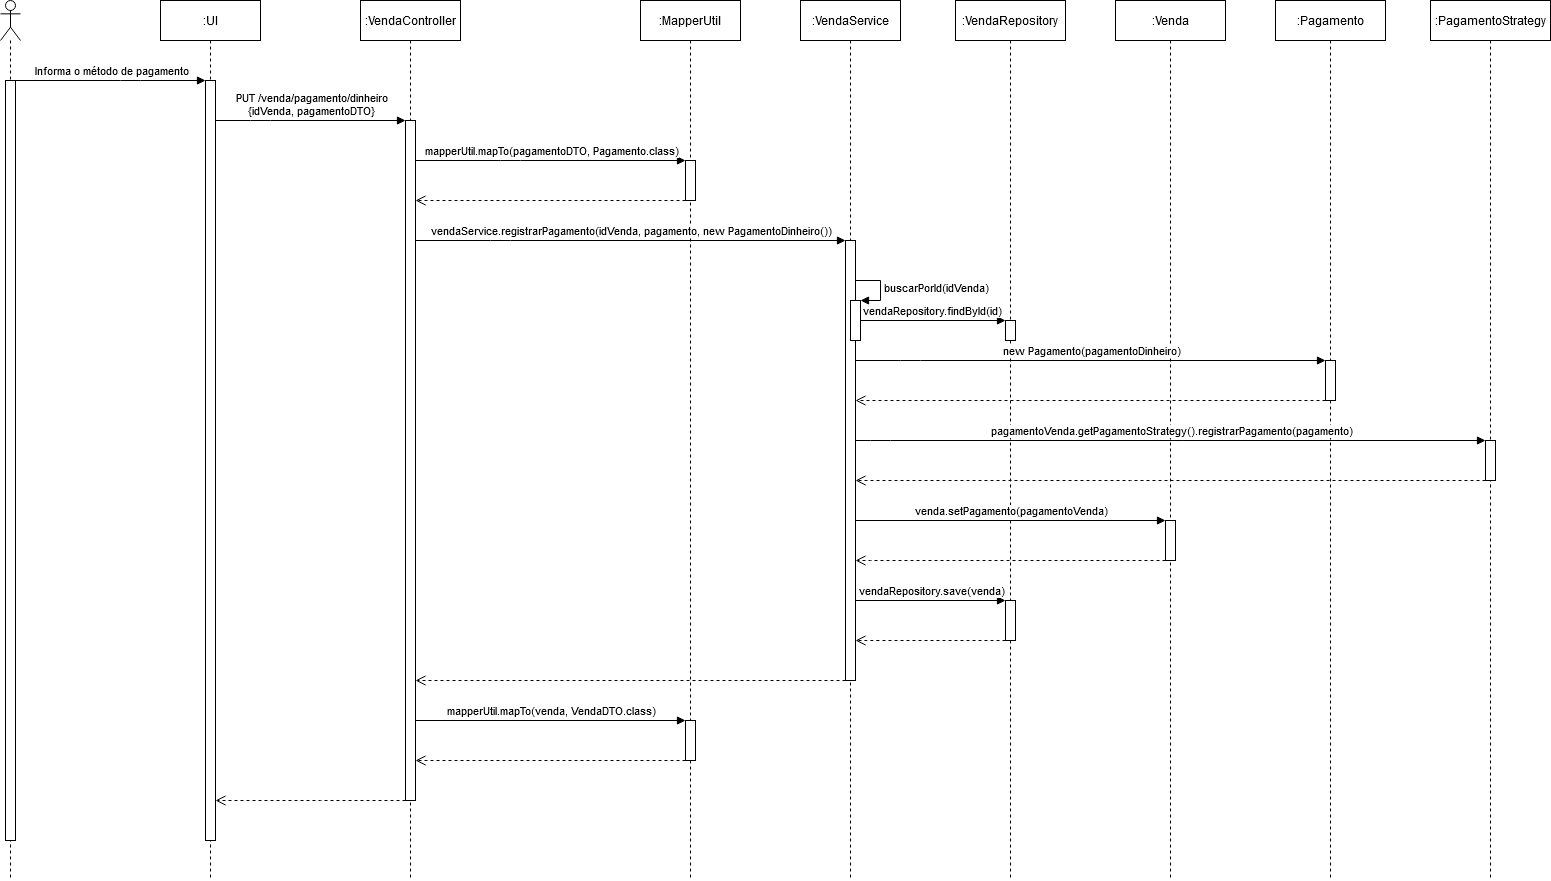 :UI
:VendaController
:MapperUtil
:VendaService
:VendaRepository
:Venda
:Pagamento
:PagamentoStrategy
Informa o método de pagamento
PUT /venda/pagamento/dinheiro
{idVenda, pagamentoDTO}
mapperUtil.mapTo(pagamentoDTO, Pagamento.class)
vendaService.registrarPagamento(idVenda, pagamento, new PagamentoDinheiro())
buscarPorId(idVenda)
vendaRepository.findById(id)
new Pagamento(pagamentoDinheiro)
pagamentoVenda.getPagamentoStrategy().registrarPagamento(pagamento)
venda.setPagamento(pagamentoVenda)
vendaRepository.save(venda)
mapperUtil.mapTo(venda, VendaDTO.class)